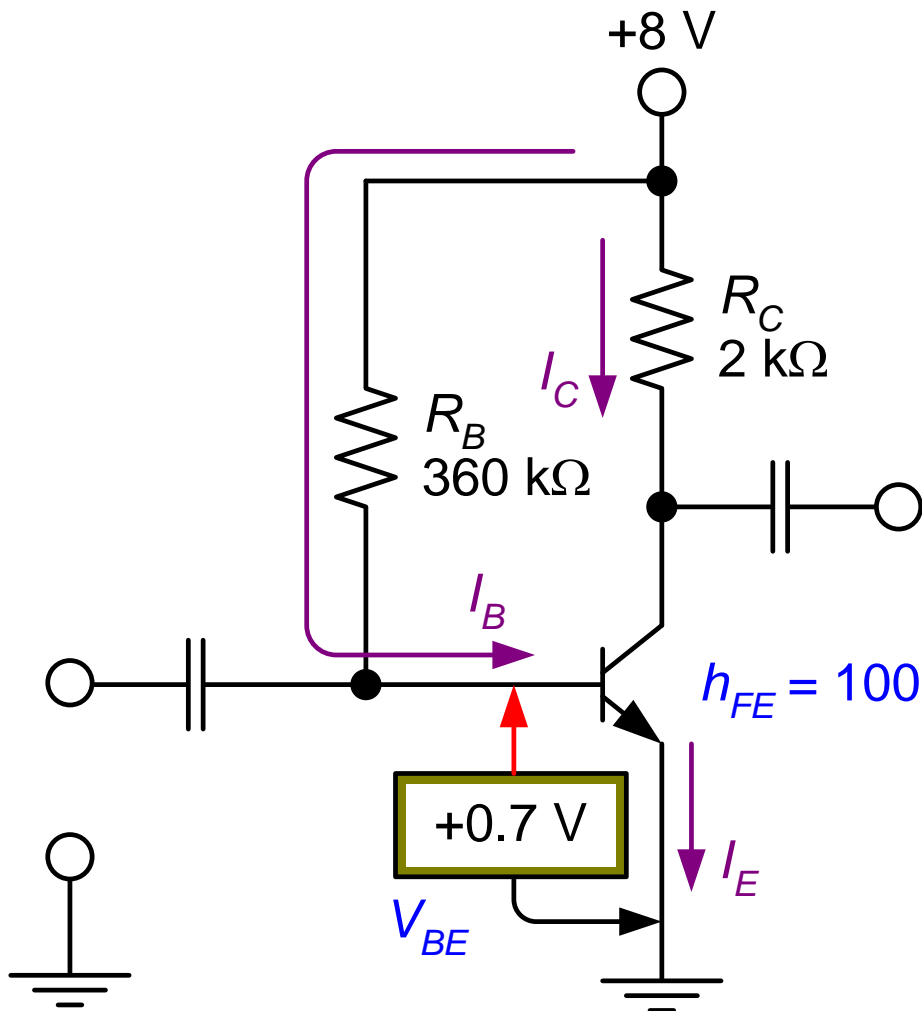 +8 V
R_C
2 kΩ
I_C
R_B
360 kΩ
I_B
h_FE = 100
+0.7 V
I_E
V_BE